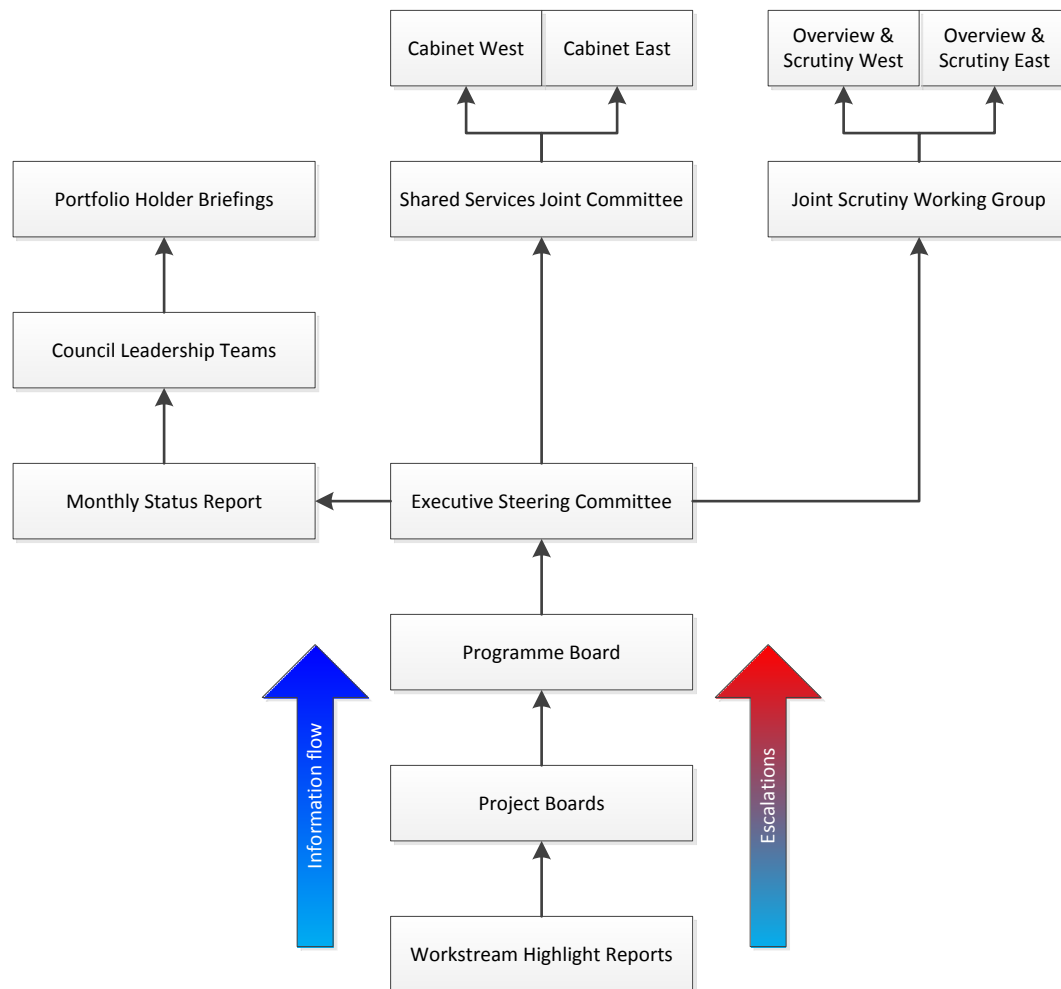 Cabinet West
Cabinet East
Overview &
Scrutiny West
Overview &
Scrutiny East
Portfolio Holder Briefings
Shared Services Joint Committee
Joint Scrutiny Working Group
Council Leadership Teams
Monthly Status Report
Executive Steering Committee
Programme Board
Information flow
Escalations
Project Boards
Workstream Highlight Reports